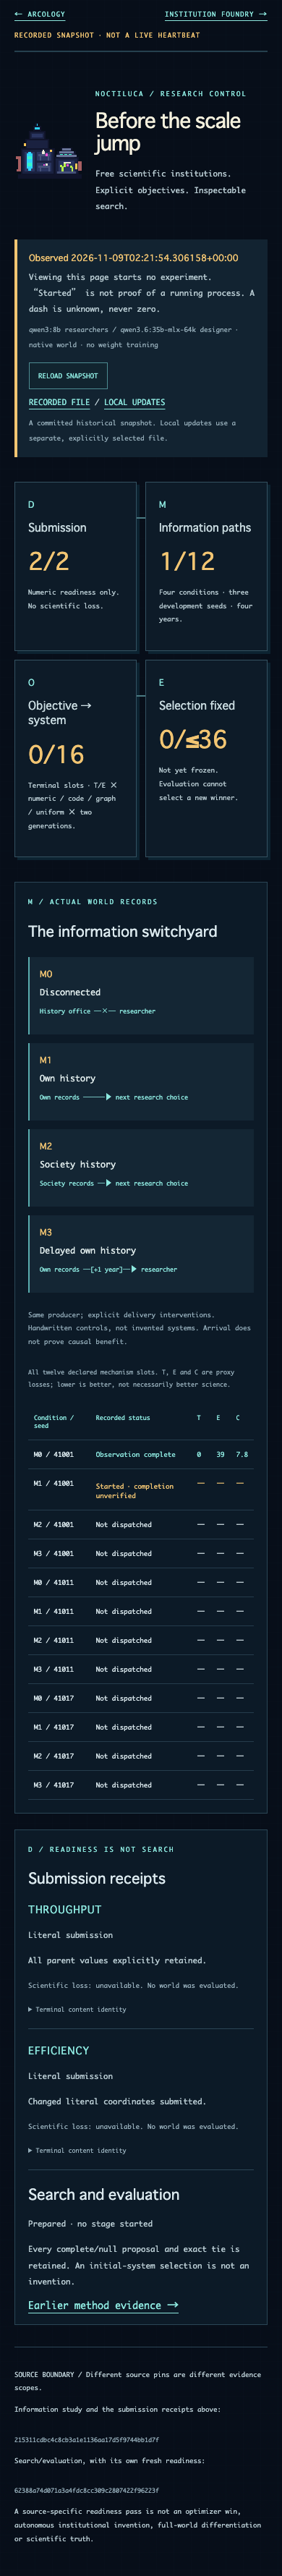 ← ARCOLOGY
INSTITUTION FOUNDRY →
RECORDED SNAPSHOT · NOT A LIVE HEARTBEAT
NOCTILUCA / RESEARCH CONTROL
Before the scale
jump
Free scientific institutions.
Explicit objectives. Inspectable
search.
Observed 2026-11-09T02:21:54.306158+00:00
Viewing this page starts no experiment.
“Started” is not proof of a running process. A
dash is unknown, never zero.
qwen3:8b researchers / qwen3.6:35b-mlx-64k designer ·
native world · no weight training
RELOAD SNAPSHOT
RECORDED FILE / LOCAL UPDATES
A committed historical snapshot. Local updates use a
separate, explicitly selected file.
D
Submission
2/2
Numeric readiness only.
No scientific loss.
M
Information paths
1/12
Four conditions · three
development seeds · four
years.
O
Objective →
system
0/16
Terminal slots · T/E ×
numeric / code / graph
/ uniform × two
generations.
E
Selection fixed
0/≤36
Not yet frozen.
Evaluation cannot
select a new winner.
M / ACTUAL WORLD RECORDS
The information switchyard
M0
Disconnected
History office —×— researcher
M1
Own history
Own records ———▶ next research choice
M2
Society history
Society records —▶ next research choice
M3
Delayed own history
Own records —[+1 year]—▶ researcher
Same producer; explicit delivery interventions.
Handwritten controls, not invented systems. Arrival does
not prove causal benefit.
All twelve declared mechanism slots. T, E and C are proxy
losses; lower is better, not necessarily better science.
Condition / seed Recorded status T E C
M0 / 41001 Observation complete 0 39 7.8
M1 / 41001 Started · completion unverified — — —
M2 / 41001 Not dispatched — — —
M3 / 41001 Not dispatched — — —
M0 / 41011 Not dispatched — — —
M1 / 41011 Not dispatched — — —
M2 / 41011 Not dispatched — — —
M3 / 41011 Not dispatched — — —
M0 / 41017 Not dispatched — — —
M1 / 41017 Not dispatched — — —
M2 / 41017 Not dispatched — — —
M3 / 41017 Not dispatched — — —
D / READINESS IS NOT SEARCH
Submission receipts
THROUGHPUT
Literal submission
All parent values explicitly retained.
Scientific loss: unavailable. No world was evaluated.
▶ Terminal content identity
EFFICIENCY
Literal submission
Changed literal coordinates submitted.
Scientific loss: unavailable. No world was evaluated.
▶ Terminal content identity
Search and evaluation
Prepared · no stage started
Every complete/null proposal and exact tie is
retained. An initial-system selection is not an
invention.
Earlier method evidence →
SOURCE BOUNDARY / Different source pins are different evidence
scopes.
Information study and the submission receipts above:
215311cdbc4c8cb3a1e1136aa17d5f9744bb1d7f
Search/evaluation, with its own fresh readiness:
62388a74d071a3a4fdc8cc309c2807422f96223f
A source-specific readiness pass is not an optimizer win,
autonomous institutional invention, full-world differentiation
or scientific truth.